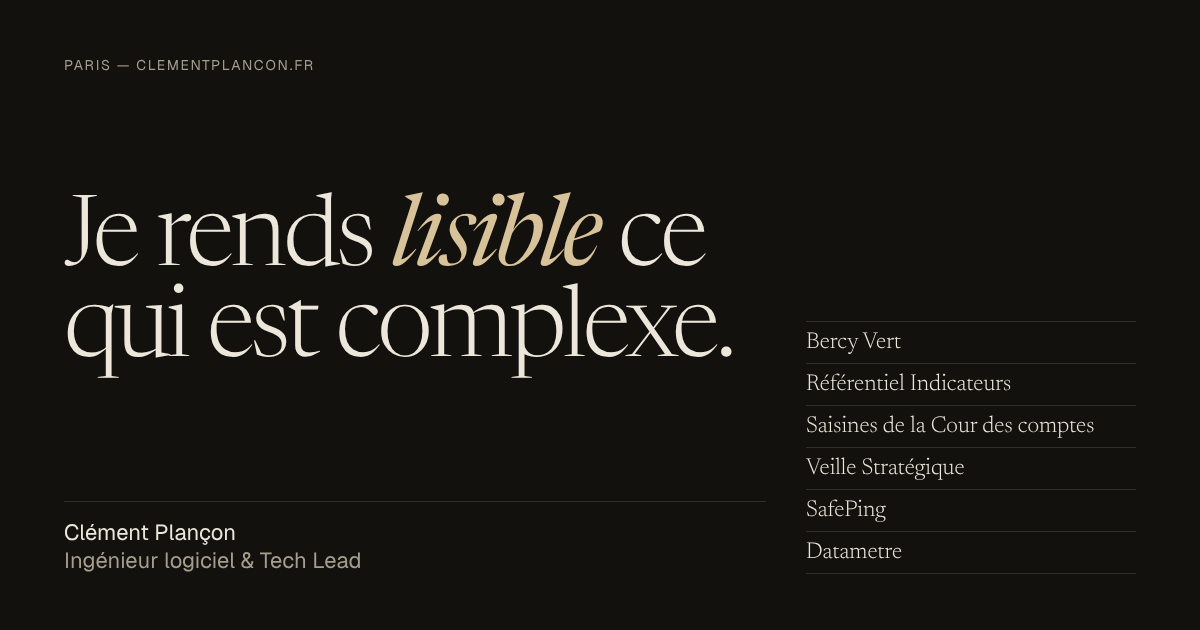 PARIS — CLEMENTPLANCON.FR
Je rends lisible ce
qui est complexe.
Clément Plançon
Ingénieur logiciel & Tech Lead
Bercy Vert
Référentiel Indicateurs
Saisines de la Cour des comptes
Veille Stratégique
SafePing
Datametre